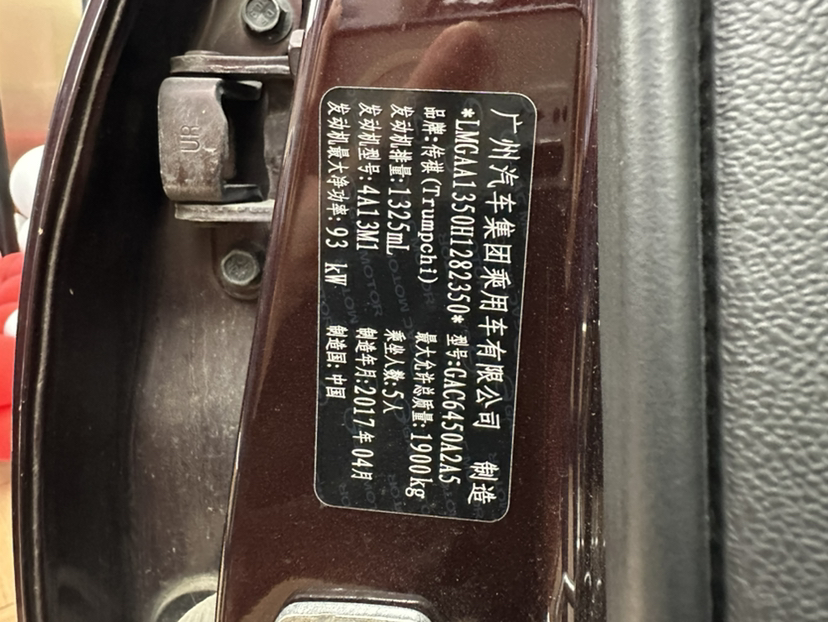 广州汽车集团乘用车有限公司 制造
*LMGAA1350H1282350* 型号:GAC6450A2A5
品牌:传祺(Trumpchi) 最大允许总质量:1900kg
发动机排量:1325mL 乘坐人数:5人
发动机型号:4A13M1 制造年月:2017年04月
发动机最大净功率:93 kW 制造国:中国
UR